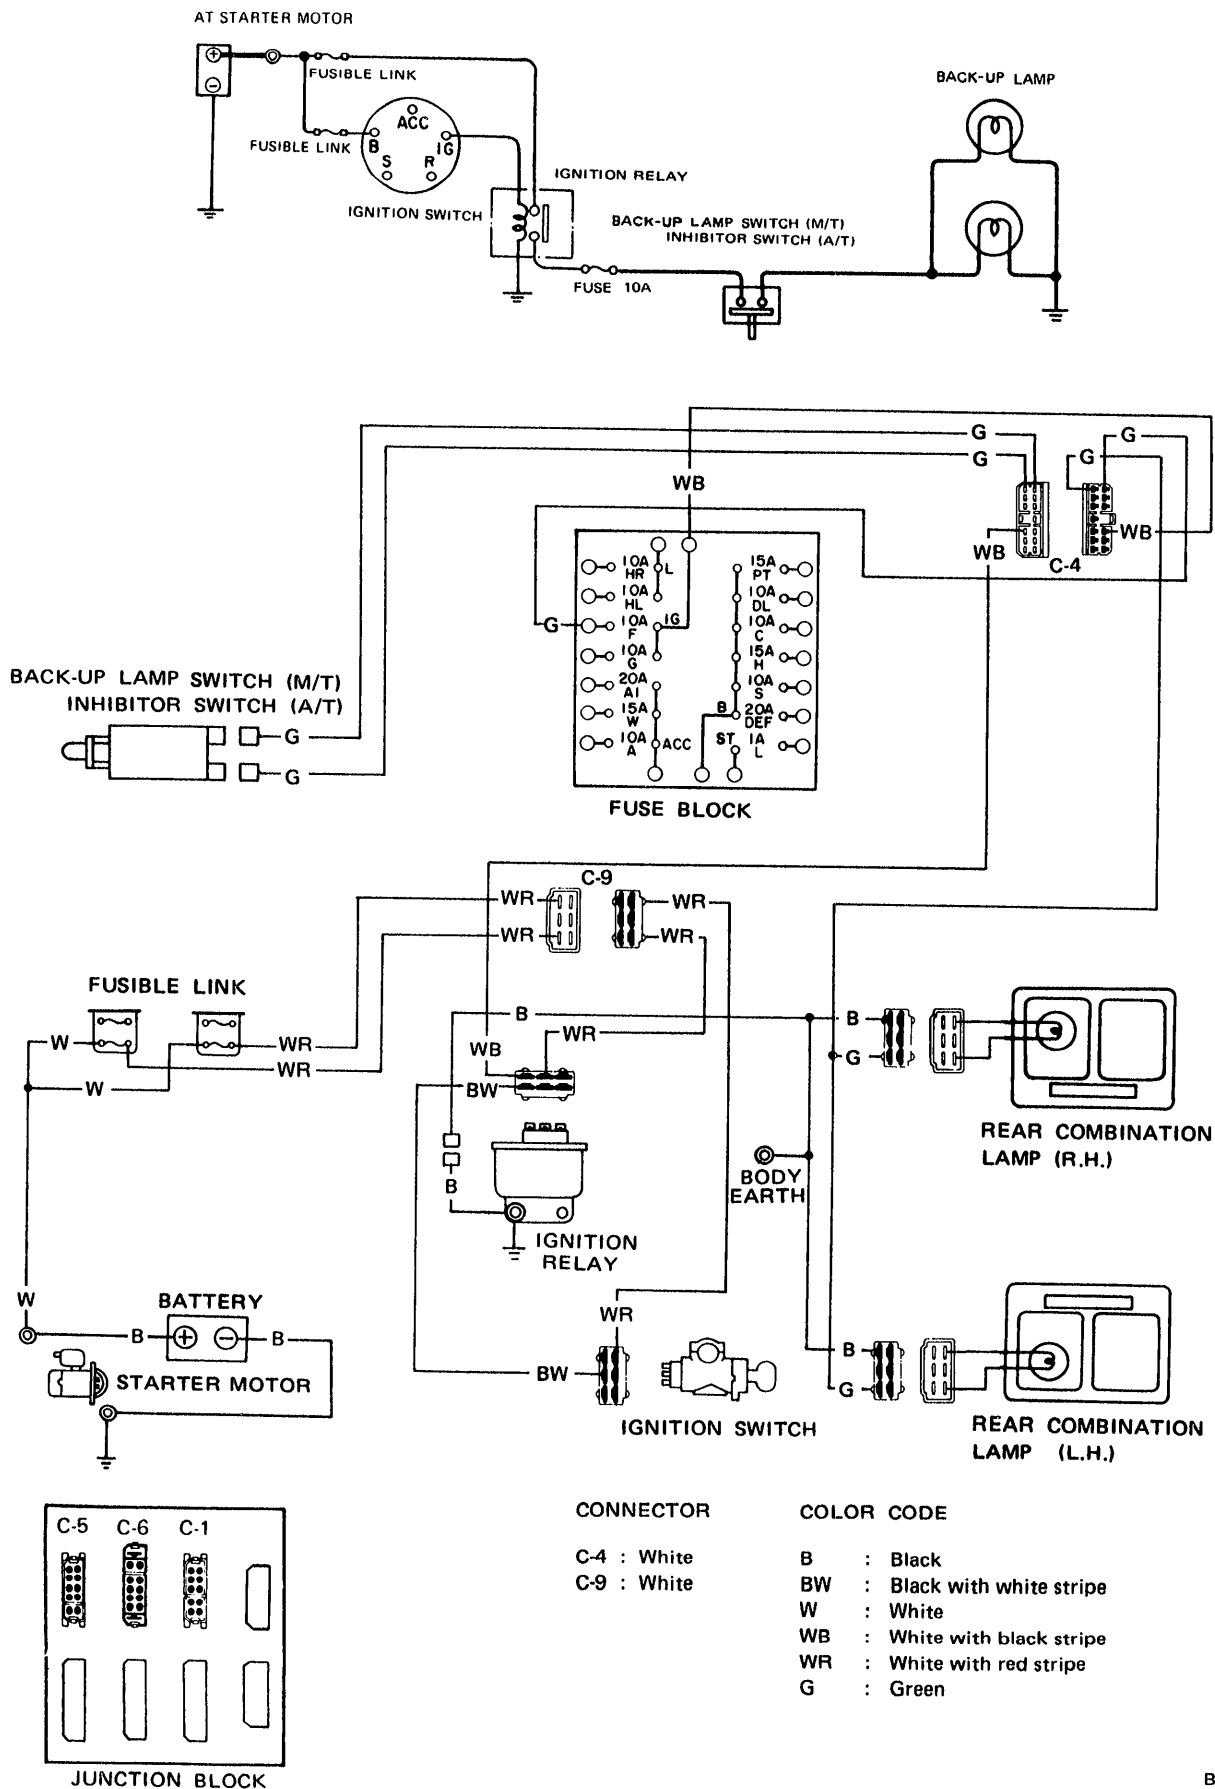 AT STARTER MOTOR
FUSIBLE LINK
BACK-UP LAMP
ACC
FUSIBLE LINK
B
IG
S
R
IGNITION SWITCH
IGNITION RELAY
BACK-UP LAMP SWITCH (M/T)
INHIBITOR SWITCH (A/T)
FUSE 10A
G
G
G
G
WB
WB
WB
C-4
10A
HR
L
10A
HL
10A
F
IG
10A
G
20A
AI
15A
W
10A
A
ACC
15A
PT
10A
DL
10A
C
15A
H
10A
S
B
20A
DEF
ST
1A
L
G
FUSE BLOCK
BACK-UP LAMP SWITCH (M/T)
INHIBITOR SWITCH (A/T)
G
G
C-9
WR
WR
WR
WR
FUSIBLE LINK
W
WR
WR
W
B
WR
WB
BW
B
B
G
REAR COMBINATION
LAMP (R.H.)
BODY
EARTH
IGNITION
RELAY
W
BATTERY
B
B
STARTER MOTOR
WR
BW
IGNITION SWITCH
B
G
REAR COMBINATION
LAMP (L.H.)
C-5
C-6
C-1
JUNCTION BLOCK
CONNECTOR
C-4 : White
C-9 : White
COLOR CODE
B : Black
BW : Black with white stripe
W : White
WB : White with black stripe
WR : White with red stripe
G : Green
B